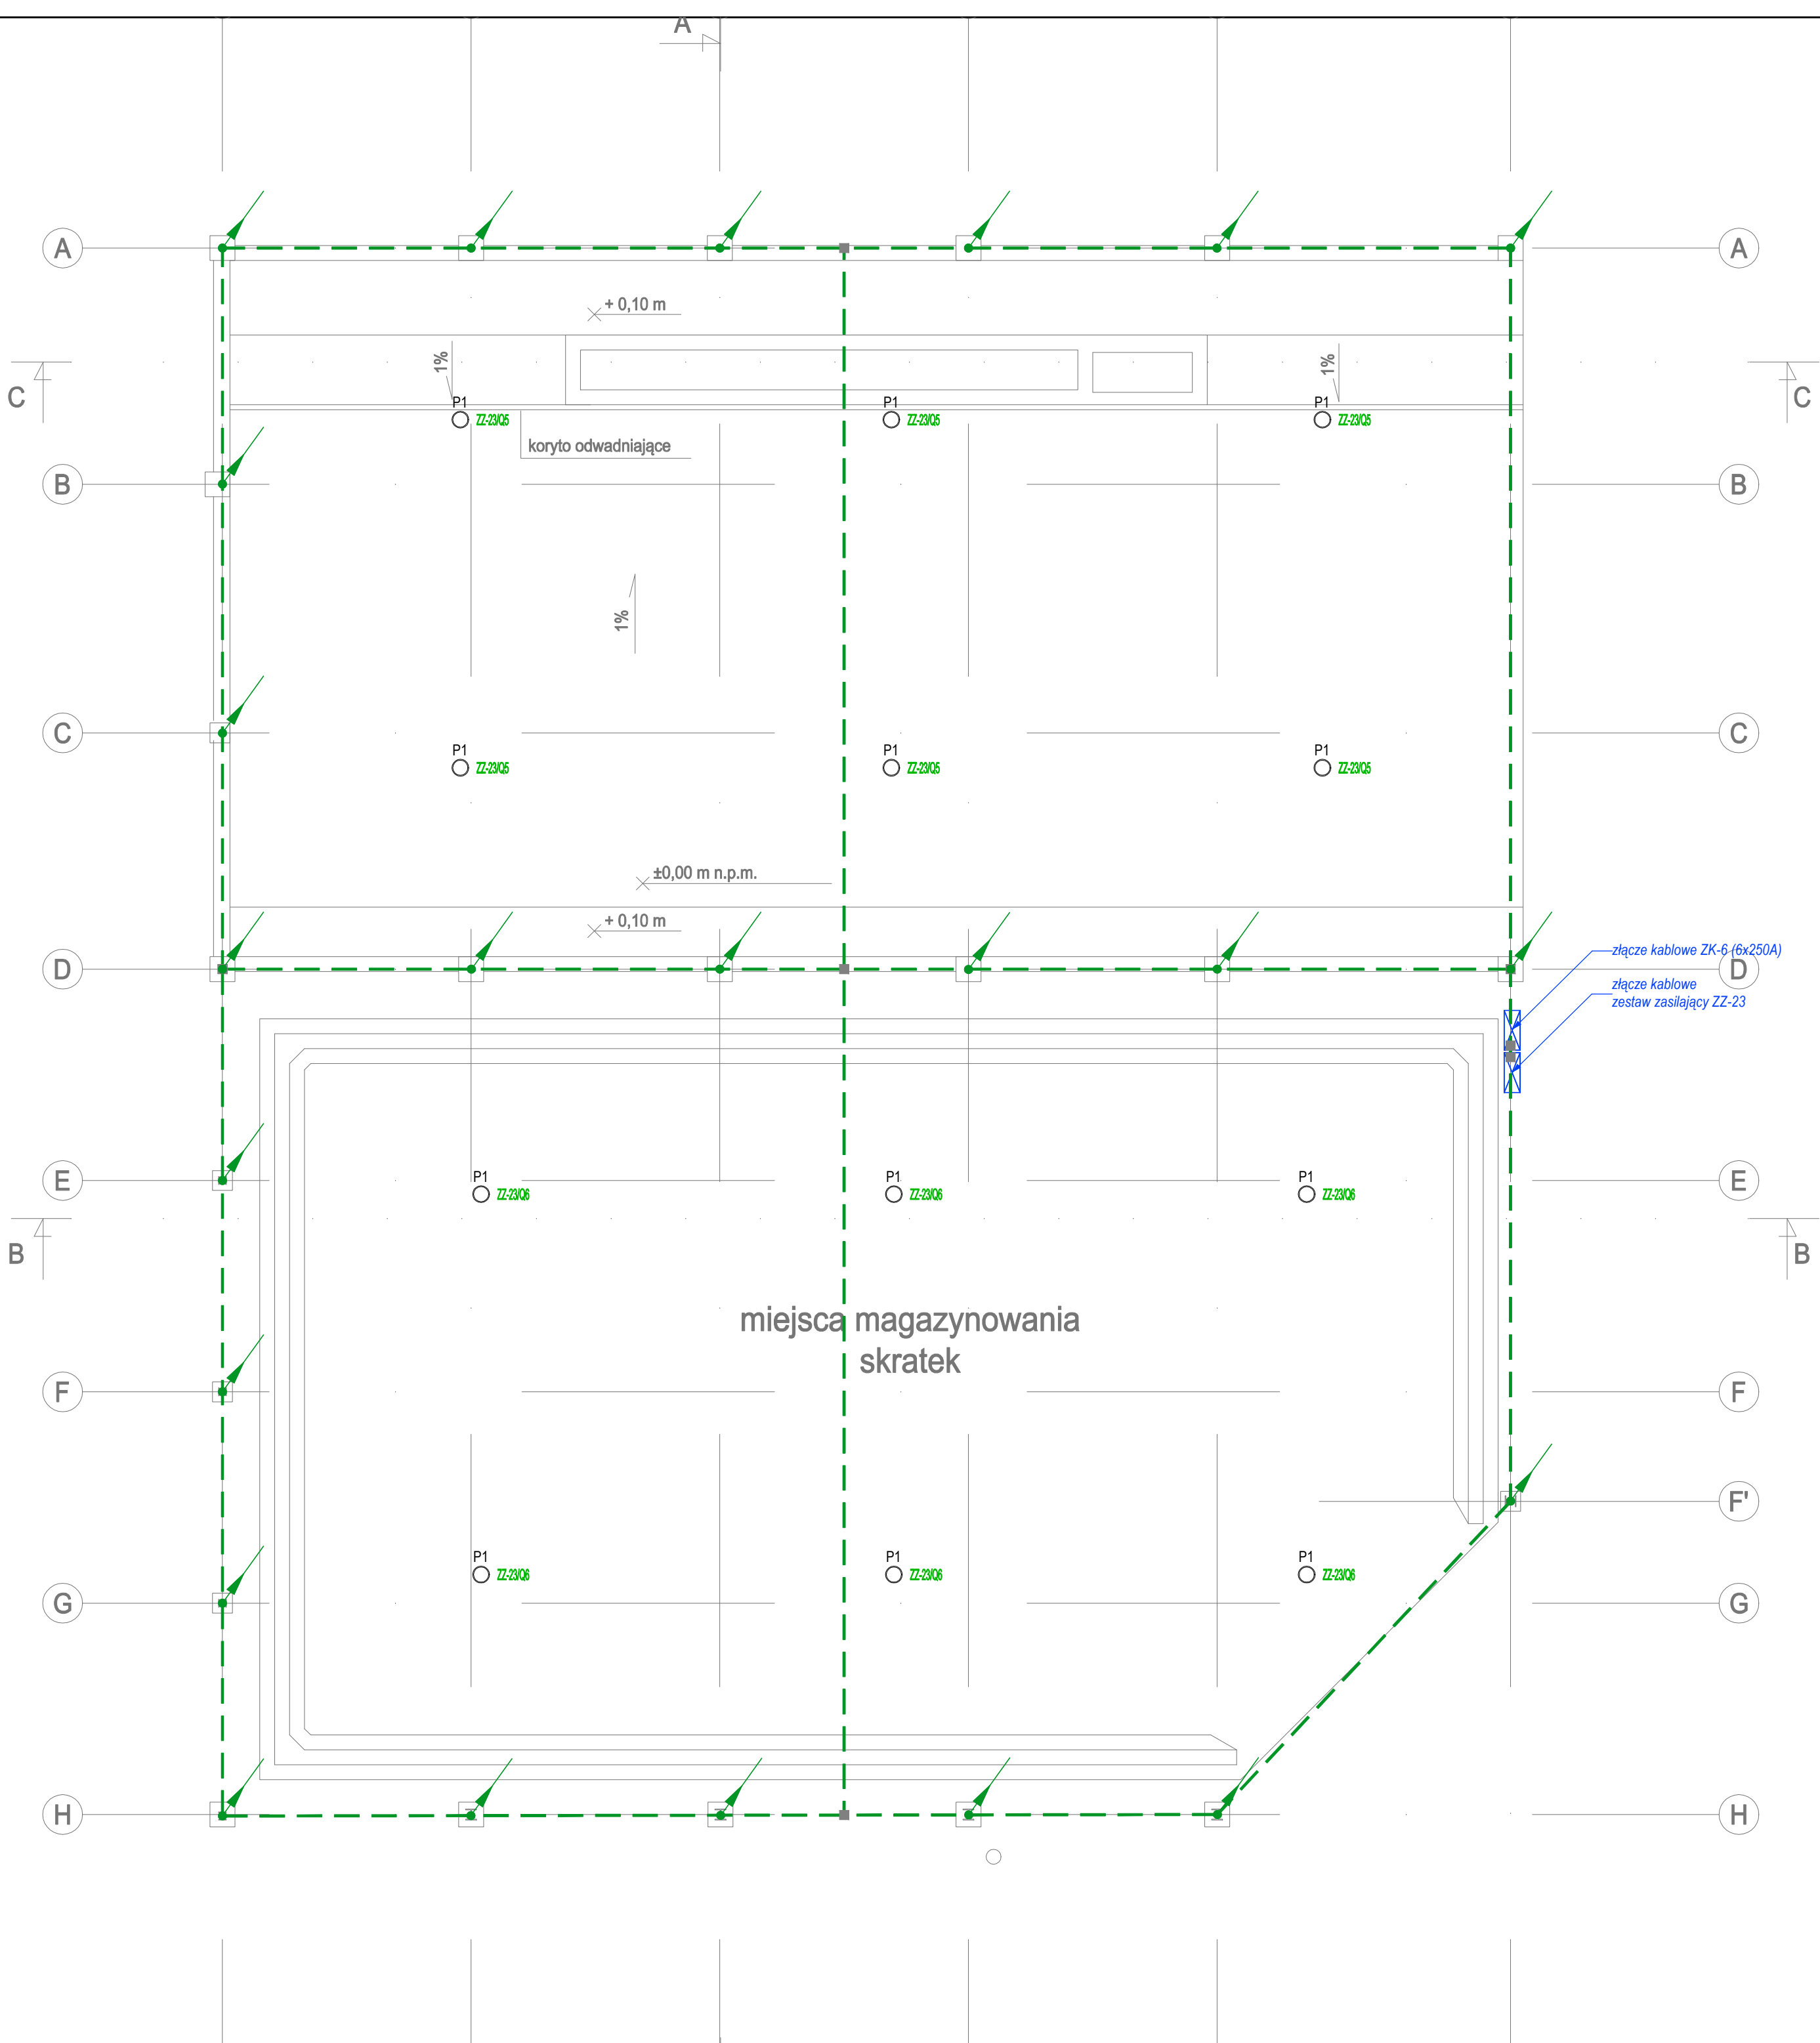 A
A
A
+ 0,10 m
1%
1%
C
C
P1
ZZ-23/Q5
P1
ZZ-23/Q5
P1
ZZ-23/Q5
koryto odwadniające
B
B
1%
C
C
P1
ZZ-23/Q5
P1
ZZ-23/Q5
P1
ZZ-23/Q5
±0,00 m n.p.m.
+ 0,10 m
złącze kablowe ZK-6 (6x250A)
D
D
złącze kablowe
zestaw zasilający ZZ-23
E
E
P1
ZZ-23/Q6
P1
ZZ-23/Q6
P1
ZZ-23/Q6
B
B
miejsca magazynowania
skratek
F
F
F'
P1
ZZ-23/Q6
P1
ZZ-23/Q6
P1
ZZ-23/Q6
G
G
H
H